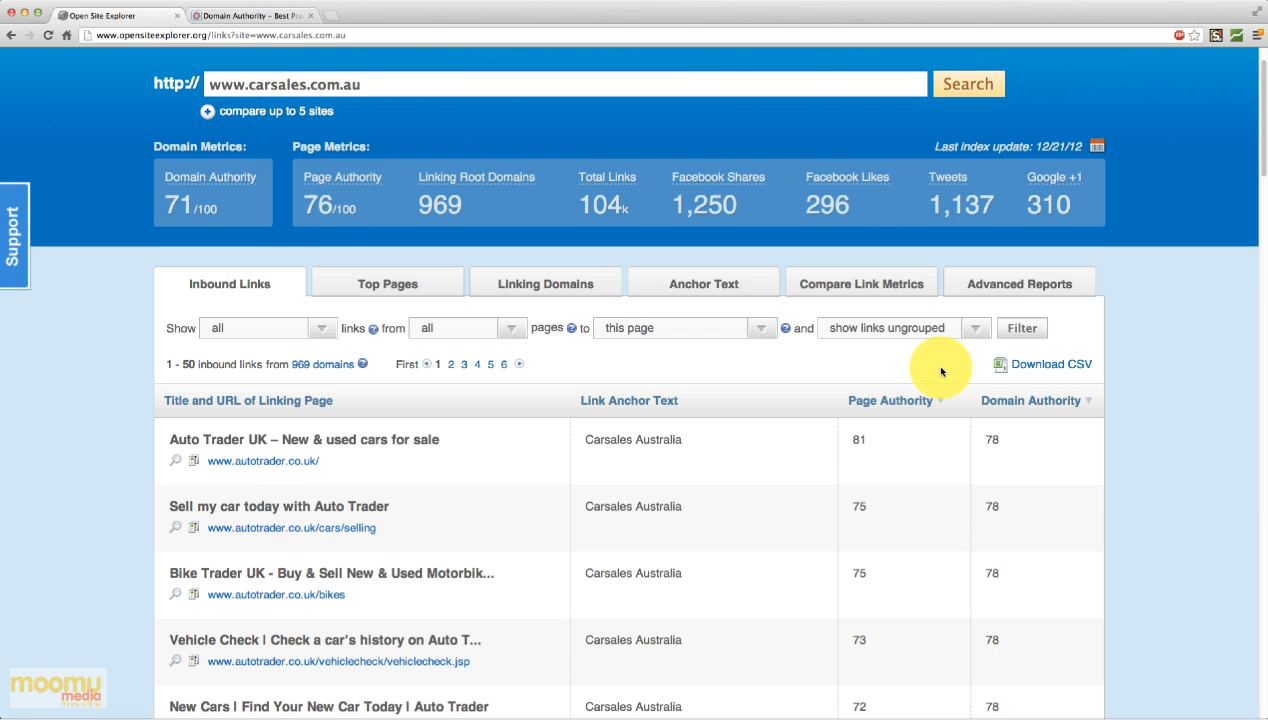 Open Site Explorer
Domain Authority – Best Pra
www.opensiteexplorer.org/links?site=www.carsales.com.au
http:// www.carsales.com.au Search
compare up to 5 sites
Domain Metrics: Page Metrics: Last index update: 12/21/12
Domain Authority Page Authority Linking Root Domains Total Links Facebook Shares Facebook Likes Tweets Google +1
71/100 76/100 969 104k 1,250 296 1,137 310
Support
Inbound Links Top Pages Linking Domains Anchor Text Compare Link Metrics Advanced Reports
Show all links from all pages to this page and show links ungrouped Filter
1 - 50 inbound links from 969 domains First 1 2 3 4 5 6 Download CSV
Title and URL of Linking Page Link Anchor Text Page Authority Domain Authority
Auto Trader UK – New & used cars for sale Carsales Australia 81 78
www.autotrader.co.uk/
Sell my car today with Auto Trader Carsales Australia 75 78
www.autotrader.co.uk/cars/selling
Bike Trader UK - Buy & Sell New & Used Motorbik... Carsales Australia 75 78
www.autotrader.co.uk/bikes
Vehicle Check | Check a car's history on Auto T... Carsales Australia 73 78
www.autotrader.co.uk/vehiclecheck/vehiclecheck.jsp
New Cars | Find Your New Car Today | Auto Trader Carsales Australia 72 78
moomu
media